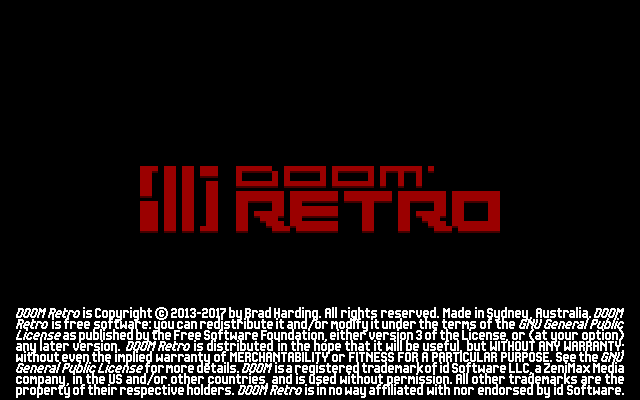 DOOM
RETRO
DOOM Retro is Copyright © 2013-2017 by Brad Harding. All rights reserved. Made in Sydney, Australia. DOOM
Retro is free software: you can redistribute it and/or modify it under the terms of the GNU General Public
License as published by the Free Software Foundation, either version 3 of the License, or (at your option)
any later version. DOOM Retro is distributed in the hope that it will be useful, but WITHOUT ANY WARRANTY;
without even the implied warranty of MERCHANTABILITY or FITNESS FOR A PARTICULAR PURPOSE. See the GNU
General Public License for more details. DOOM is a registered trademark of id Software LLC, a ZeniMax Media
company, in the US and/or other countries, and is used without permission. All other trademarks are the
property of their respective holders. DOOM Retro is in no way affiliated with nor endorsed by id Software.